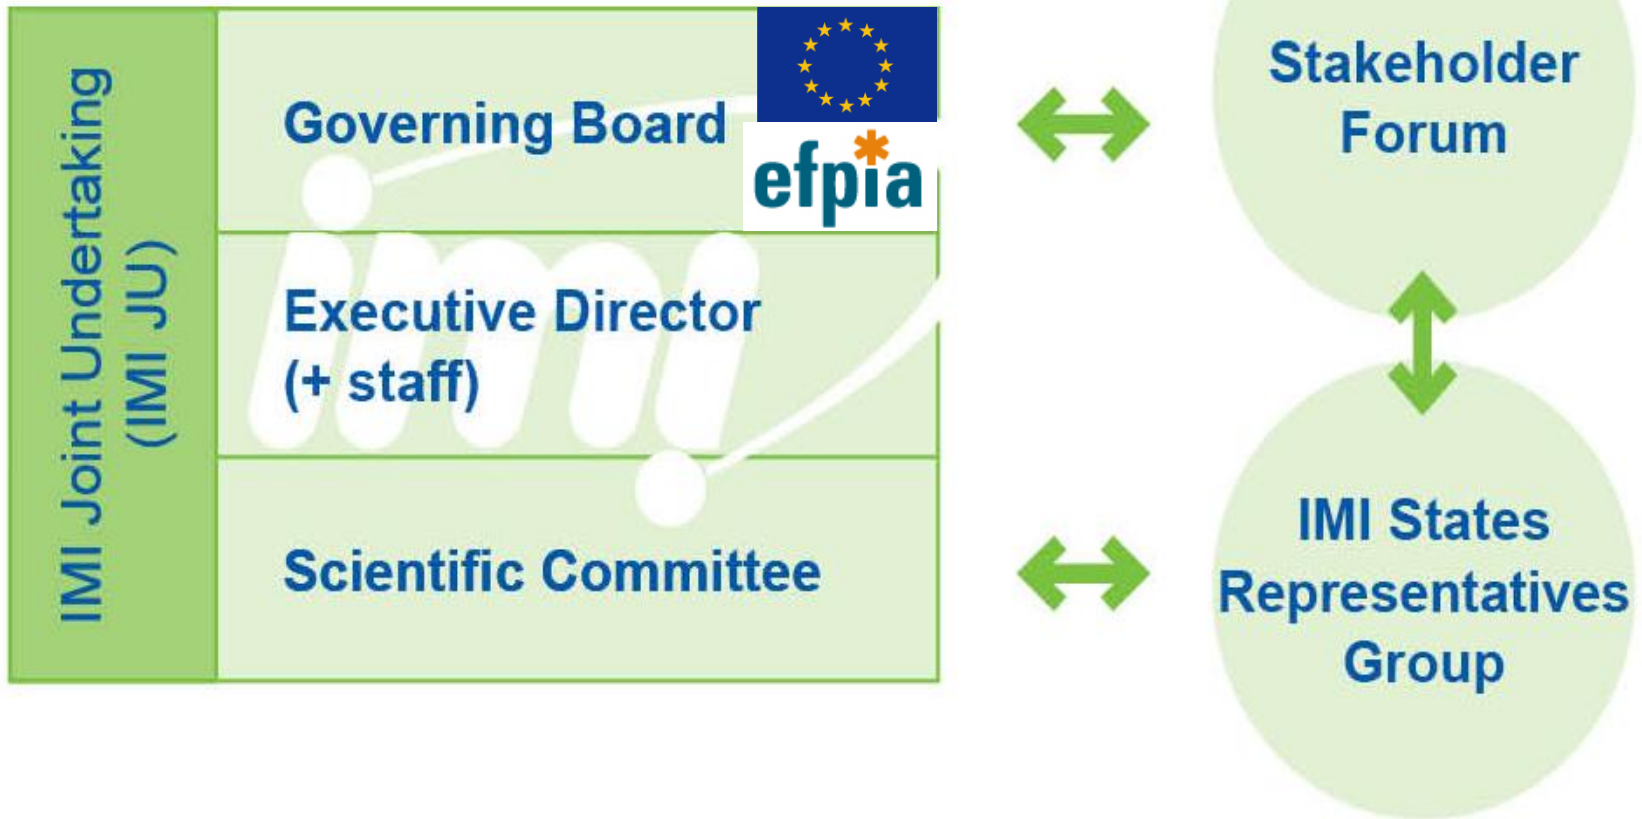 IMI Joint Undertaking
(IMI JU)
Governing Board
efpia
Executive Director
(+ staff)
imi
Scientific Committee
Stakeholder
Forum
IMI States
Representatives
Group